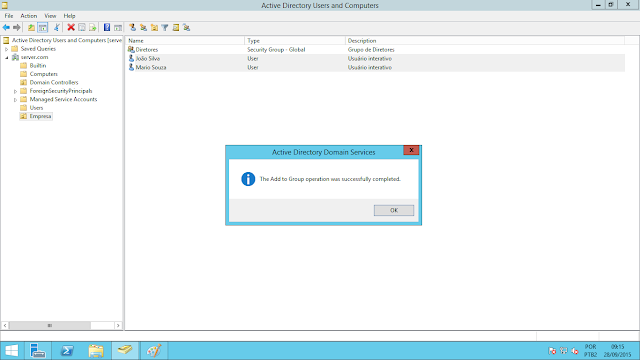 Active Directory Users and Computers
File Action View Help
Active Directory Users and Computers [serve
Saved Queries
server.com
Builtin
Computers
Domain Controllers
ForeignSecurityPrincipals
Managed Service Accounts
Users
Empresa
Name Type Description
Diretores Security Group - Global Grupo de Diretores
João Silva User Usuário interativo
Mario Souza User Usuário interativo
Active Directory Domain Services
The Add to Group operation was successfully completed.
OK
POR 09:15
PTB2 28/09/2015